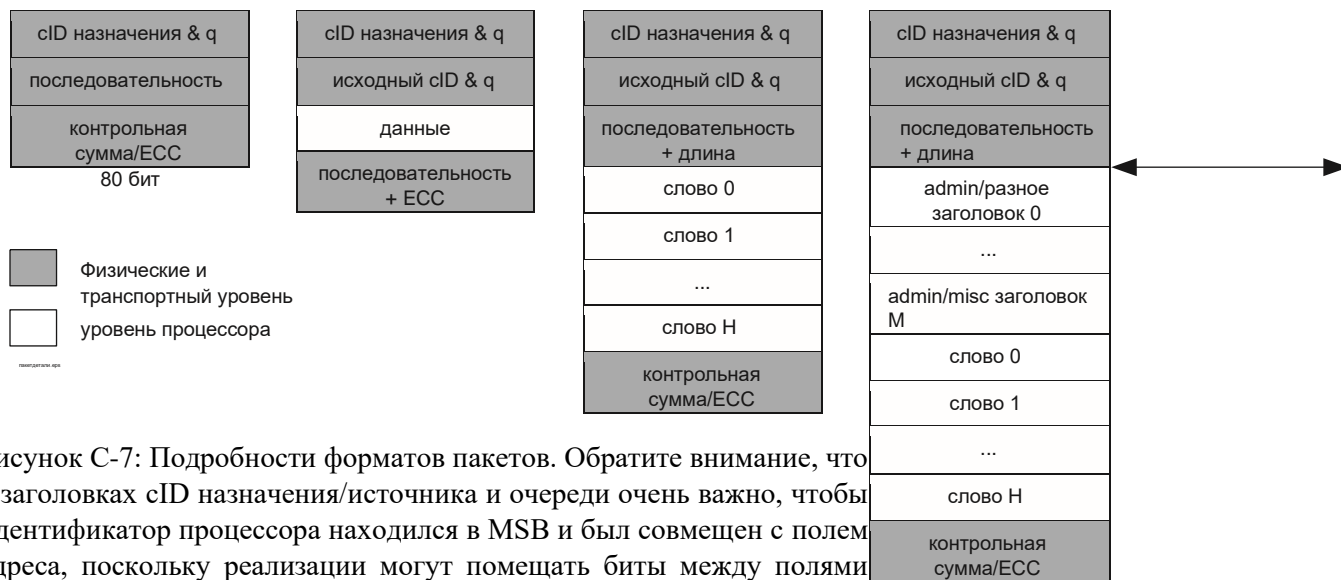 cID назначения & q
последовательность
контрольная
сумма/ECC
80 бит
cID назначения & q
исходный cID & q
данные
последовательность
+ ECC
cID назначения & q
исходный cID & q
последовательность
+ длина
слово 0
слово 1
...
слово H
контрольная
сумма/ECC
cID назначения & q
исходный cID & q
последовательность
+ длина
admin/разное
заголовок 0
...
admin/misc заголовок
M
слово 0
слово 1
...
слово H
контрольная
сумма/ECC
Физические и
транспортный уровень
уровень процессора
исунок C-7: Подробности форматов пакетов. Обратите внимание, что
заголовках cID назначения/источника и очереди очень важно, чтобы
дентификатор процессора находился в MSB и был совмещен с полем
дреса, поскольку реализации могут помещать биты между полями